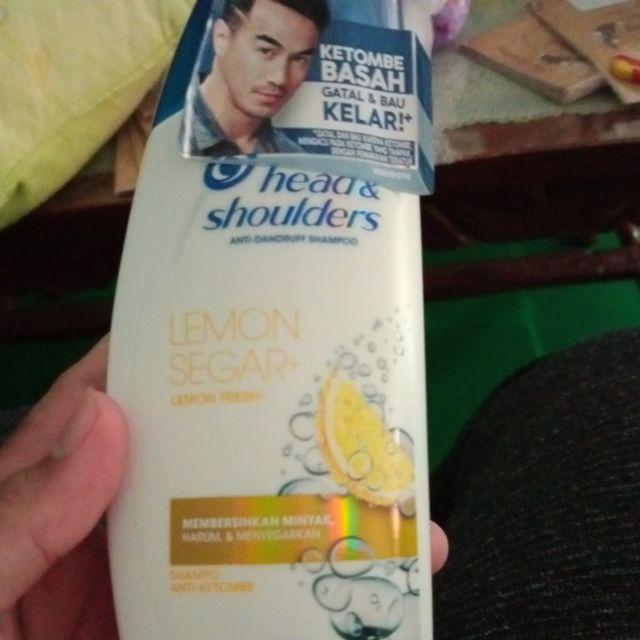 KETOMBE
BASAH
GATAL & BAU
KELAR!+
head &
shoulders
ANTI-DANDRUFF SHAMPOO
LEMON
SEGAR+
LEMON FRESH+
MEMBERSIHKAN MINYAK,
HARUM, & MENYEGARKAN
SHAMPO
ANTI-KETOMBE